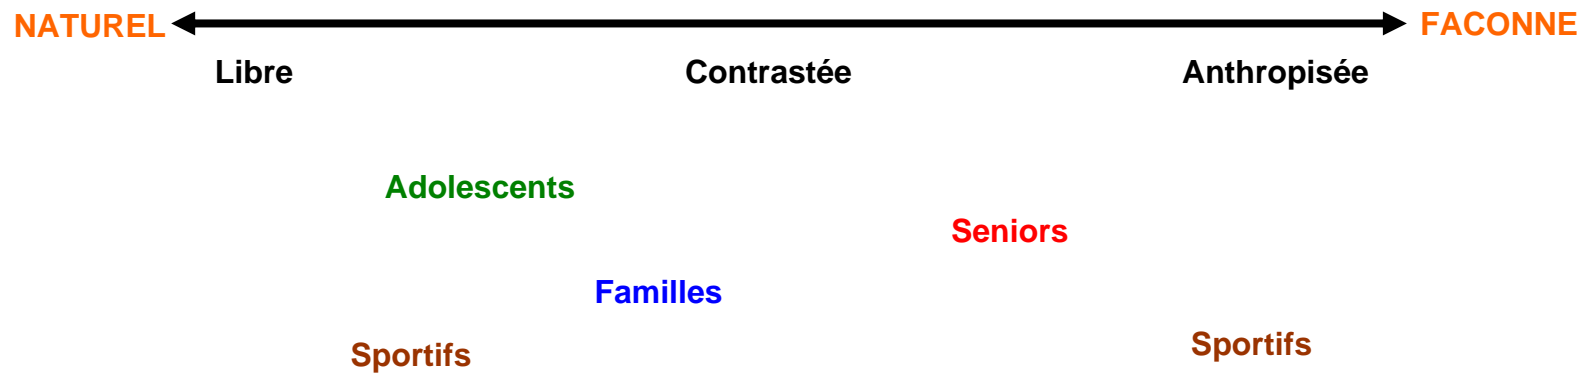 NATUREL FACONNE
Libre Contrastée Anthropisée
Adolescents
Seniors
Familles
Sportifs Sportifs